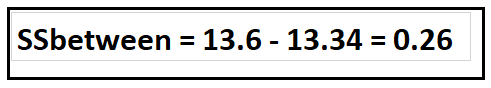 SSbetween = 13.6 - 13.34 = 0.26